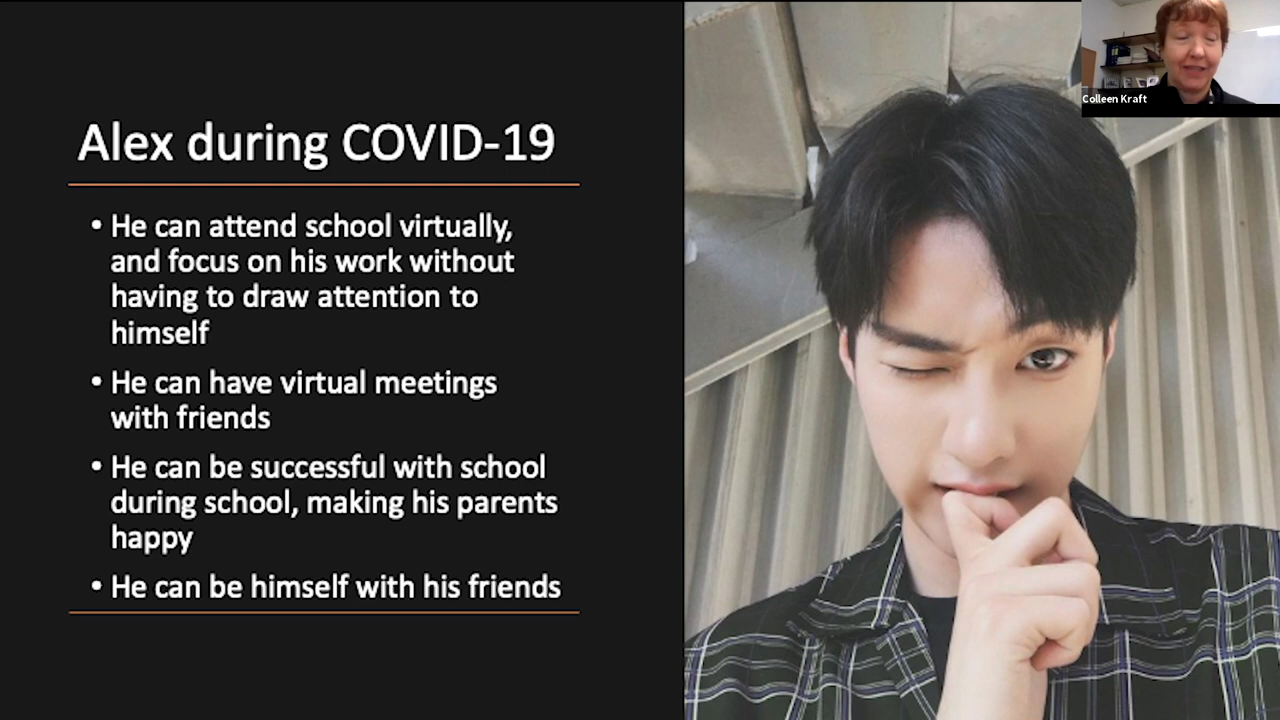 Colleen Kraft
Alex during COVID-19
• He can attend school virtually,
and focus on his work without
having to draw attention to
himself
• He can have virtual meetings
with friends
• He can be successful with school
during school, making his parents
happy
• He can be himself with his friends